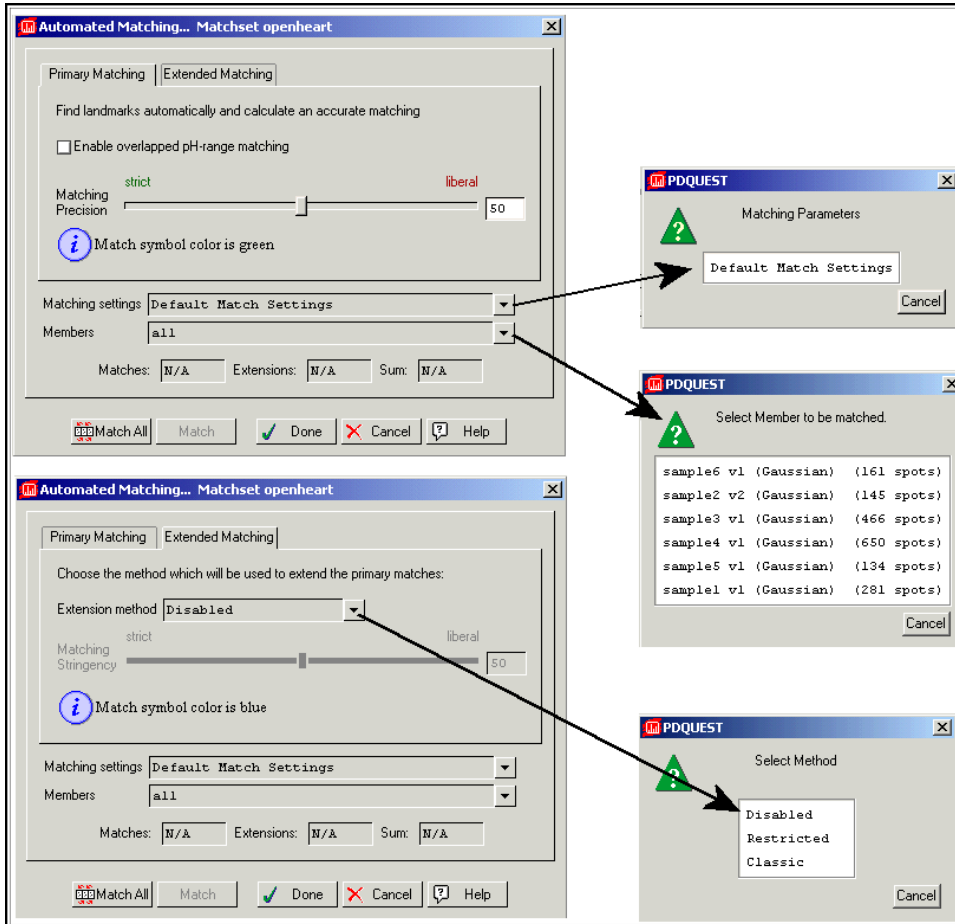 Automated Matching... Matchset openheart
Primary Matching
Extended Matching
Find landmarks automatically and calculate an accurate matching
Enable overlapped pH-range matching
strict
liberal
Matching
Precision
50
Match symbol color is green
Matching settings
Default Match Settings
Members
all
Matches: N/A Extensions: N/A Sum: N/A
Match All
Match
Done
Cancel
Help
PDQUEST
Matching Parameters
Default Match Settings
Cancel
PDQUEST
Select Member to be matched.
sample6 v1 (Gaussian) (161 spots)
sample2 v2 (Gaussian) (145 spots)
sample3 v1 (Gaussian) (466 spots)
sample4 v1 (Gaussian) (650 spots)
sample5 v1 (Gaussian) (134 spots)
sample1 v1 (Gaussian) (281 spots)
Cancel
Automated Matching... Matchset openheart
Primary Matching
Extended Matching
Choose the method which will be used to extend the primary matches:
Extension method
Disabled
strict
liberal
Matching
Stringency
50
Match symbol color is blue
Matching settings
Default Match Settings
Members
all
Matches: N/A Extensions: N/A Sum: N/A
Match All
Match
Done
Cancel
Help
PDQUEST
Select Method
Disabled
Restricted
Classic
Cancel